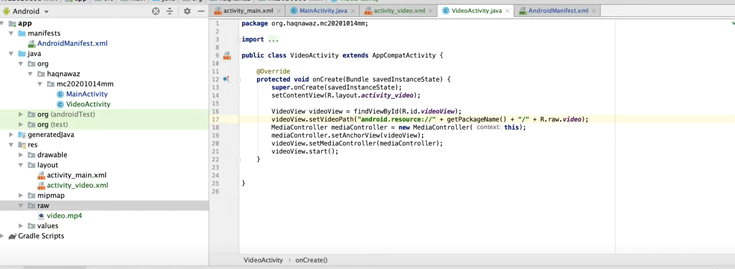 Android
app
manifests
AndroidManifest.xml
java
org
haqnawaz
mc20201014mm
MainActivity
VideoActivity
org (androidTest)
org (test)
generatedJava
res
drawable
layout
activity_main.xml
activity_video.xml
mipmap
raw
video.mp4
values
Gradle Scripts
activity_main.xml
MainActivity.java
activity_video.xml
VideoActivity.java
AndroidManifest.xml
1 package org.haqnawaz.mc20201014mm;
2
3 import ...
8
9 public class VideoActivity extends AppCompatActivity {
10
11 @Override
12 protected void onCreate(Bundle savedInstanceState) {
13 super.onCreate(savedInstanceState);
14 setContentView(R.layout.activity_video);
15
16 VideoView videoView = findViewById(R.id.videoView);
17 videoView.setVideoPath("android.resource://" + getPackageName() + "/" + R.raw.video);
18 MediaController mediaController = new MediaController( context: this);
19 mediaController.setAnchorView(videoView);
20 videoView.setMediaController(mediaController);
21 videoView.start();
22 }
23
24
25 }
26
VideoActivity › onCreate()